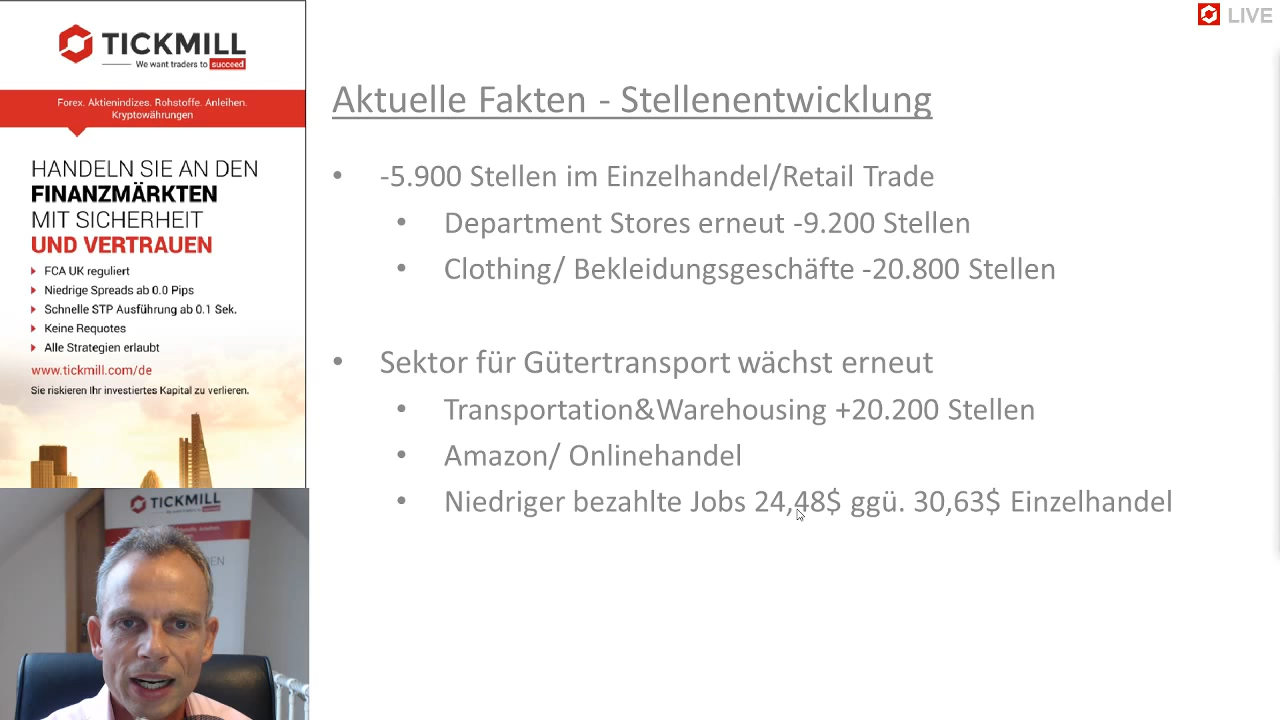 TICKMILL
We want traders to succeed
Forex. Aktienindizes. Rohstoffe. Anleihen.
Kryptowährungen
HANDELN SIE AN DEN
FINANZMÄRKTEN
MIT SICHERHEIT
UND VERTRAUEN
FCA UK reguliert
Niedrige Spreads ab 0.0 Pips
Schnelle STP Ausführung ab 0.1 Sek.
Keine Requotes
Alle Strategien erlaubt
www.tickmill.com/de
Sie riskieren Ihr investiertes Kapital zu verlieren.
TICKMILL
LIVE
Aktuelle Fakten - Stellenentwicklung
• -5.900 Stellen im Einzelhandel/Retail Trade
• Department Stores erneut -9.200 Stellen
• Clothing/ Bekleidungsgeschäfte -20.800 Stellen
• Sektor für Gütertransport wächst erneut
• Transportation&Warehousing +20.200 Stellen
• Amazon/ Onlinehandel
• Niedriger bezahlte Jobs 24,48$ ggü. 30,63$ Einzelhandel